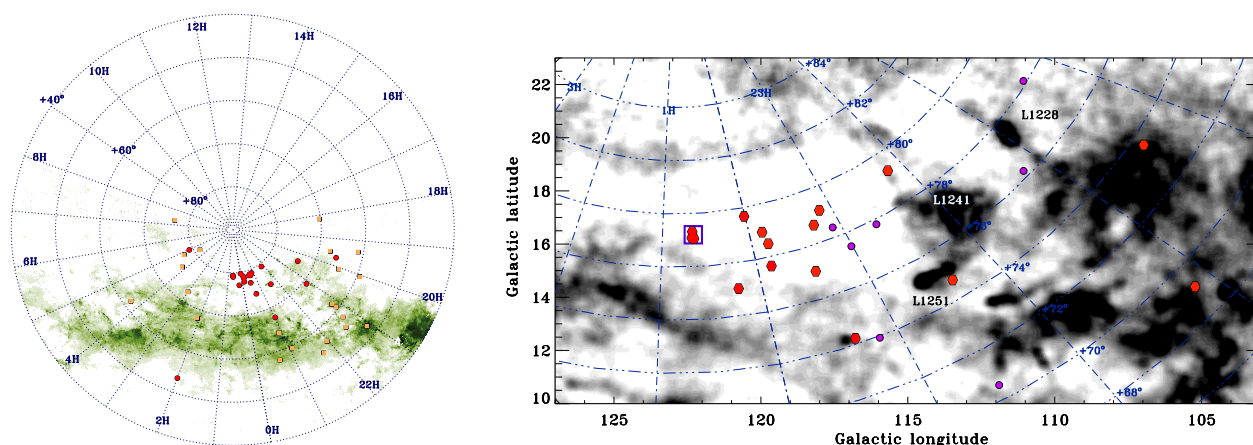 12H
14H
10H
16H
+40°
+60°
8H
+80°
18H
6H
20H
4H
22H
2H
0H
22
20
18
16
14
12
10
Galactic latitude
3H
1H
23H
+84°
+82°
+80°
+78°
+76°
+74°
+72°
+70°
+68°
L1228
L1241
L1251
125
120
115
110
105
Galactic longitude